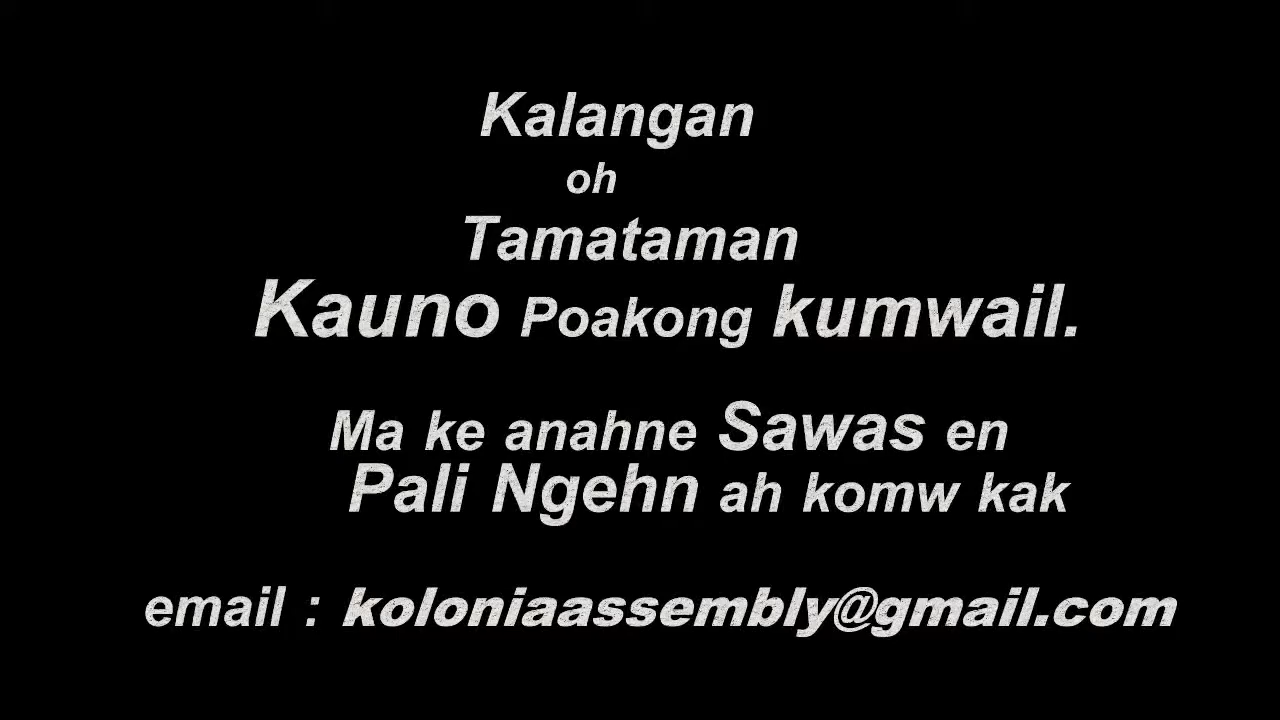 Kalangan
oh
Tamataman
Kauno Poakong kumwail.
Ma ke anahne Sawas en
Pali Ngehn ah komw kak
email : koloniaassembly@gmail.com